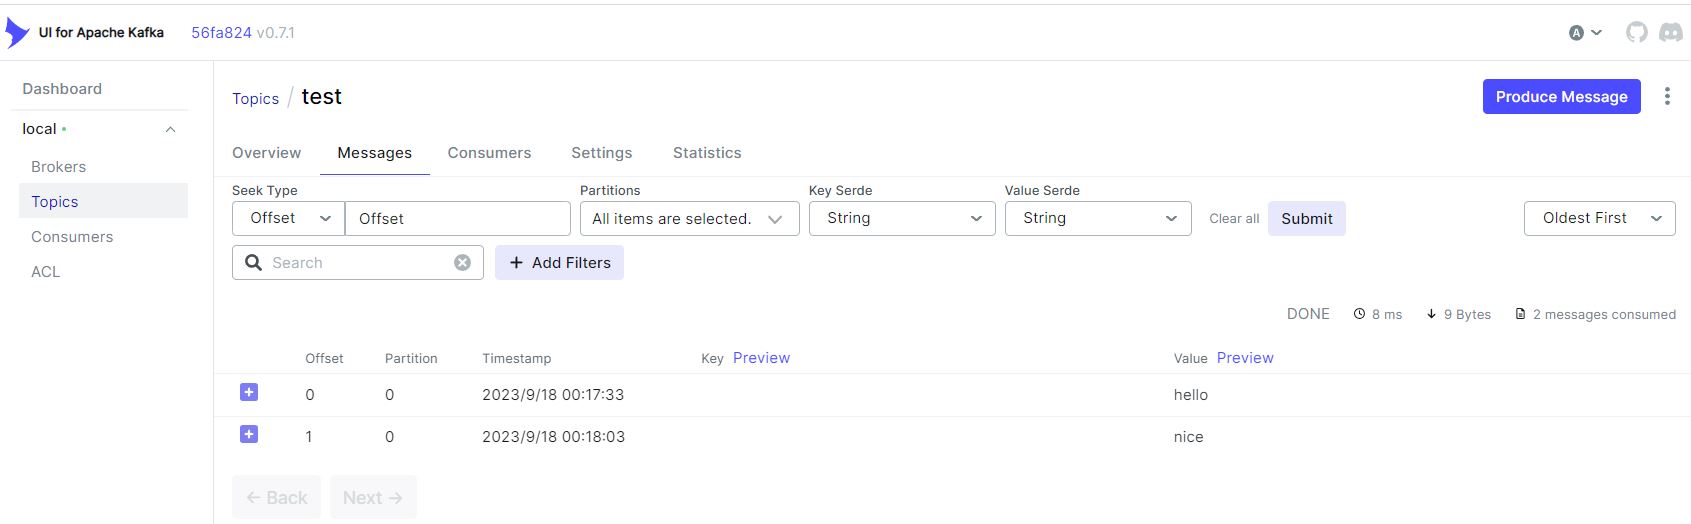 UI for Apache Kafka 56fa824 v0.7.1 A
Dashboard
local
Brokers
Topics
Consumers
ACL
Topics / test
Produce Message
Overview Messages Consumers Settings Statistics
Seek Type Partitions Key Serde Value Serde
Offset Offset All items are selected. String String Clear all Submit Oldest First
Search + Add Filters
DONE 8 ms 9 Bytes 2 messages consumed
Offset Partition Timestamp Key Preview Value Preview
0 0 2023/9/18 00:17:33 hello
1 0 2023/9/18 00:18:03 nice
← Back Next →